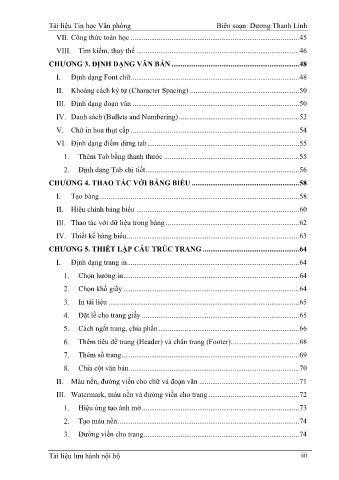 Tài liệu Tin học Văn phòng Biên soạn: Dương Thanh Linh
VII. Công thức toán học ... 45
VIII. Tìm kiếm, thay thế ... 46
CHƯƠNG 3. ĐỊNH DẠNG VĂN BẢN ... 48
I. Định dạng Font chữ ... 48
II. Khoảng cách ký tự (Character Spacing) ... 50
III. Định dạng đoạn văn ... 50
IV. Danh sách (Bullets and Numbering) ... 52
V. Chữ in hoa thụt cấp ... 54
VI. Định dạng điểm dừng tab ... 55
1. Thêm Tab bằng thanh thước ... 55
2. Định dạng Tab chi tiết ... 56
CHƯƠNG 4. THAO TÁC VỚI BẢNG BIỂU ... 58
I. Tạo bảng ... 58
II. Hiệu chỉnh bảng biểu ... 60
III. Thao tác với dữ liệu trong bảng ... 62
IV. Thiết kế bảng biểu ... 63
CHƯƠNG 5. THIẾT LẬP CẤU TRÚC TRANG ... 64
I. Định dạng trang in ... 64
1. Chọn hướng in ... 64
2. Chọn khổ giấy ... 64
3. In tài liệu ... 65
4. Đặt lề cho trang giấy ... 65
5. Cách ngắt trang, chia phần ... 66
6. Thêm tiêu đề trang (Header) và chân trang (Footer) ... 68
7. Thêm số trang ... 69
8. Chia cột văn bản ... 70
II. Màu nền, đường viền cho chữ và đoạn văn ... 71
III. Watermark, màu nền và đường viền cho trang ... 72
1. Hiệu ứng tạo ảnh mờ ... 73
2. Tạo màu nền ... 74
3. Đường viền cho trang ... 74
Tài liệu lưu hành nội bộ iii